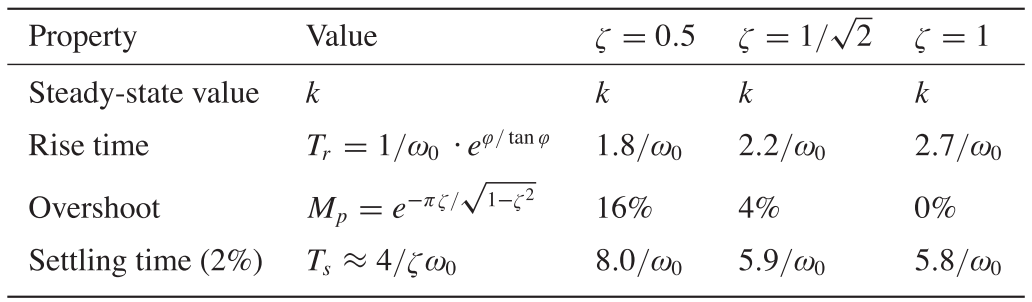 Property Value ζ = 0.5 ζ = 1/√2 ζ = 1
Steady-state value k k k k
Rise time T_r = 1/ω_0 · e^{φ/ tan φ} 1.8/ω_0 2.2/ω_0 2.7/ω_0
Overshoot M_p = e^{−πζ/√(1−ζ^2)} 16% 4% 0%
Settling time (2%) T_s ≈ 4/ζω_0 8.0/ω_0 5.9/ω_0 5.8/ω_0